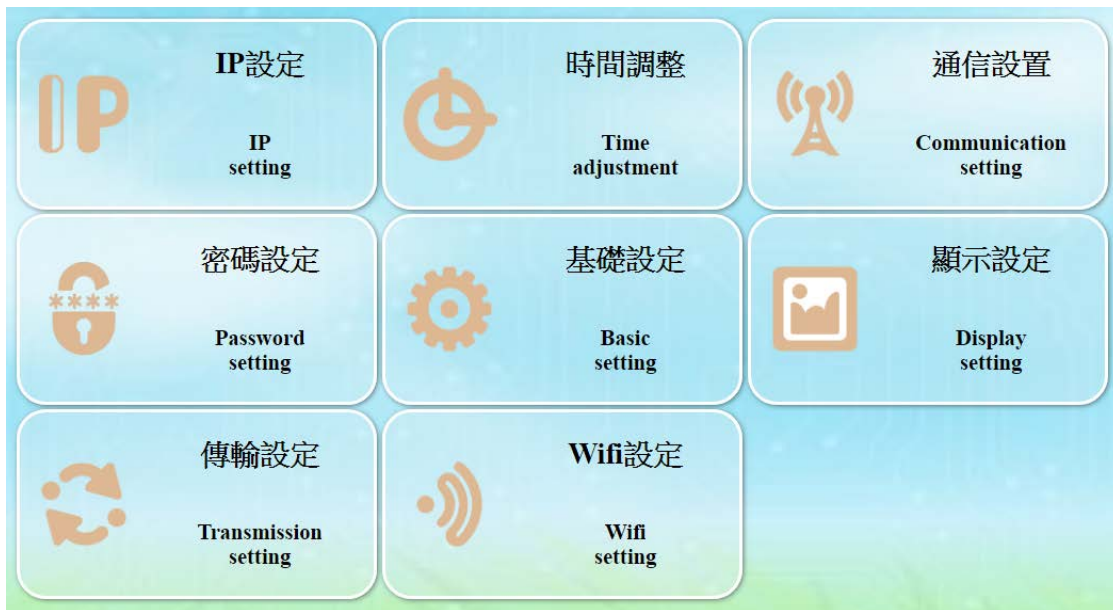 IP
IP設定
IP
setting
時間調整
Time
adjustment
通信設置
Communication
setting
****
密碼設定
Password
setting
基礎設定
Basic
setting
顯示設定
Display
setting
傳輸設定
Transmission
setting
Wifi設定
Wifi
setting